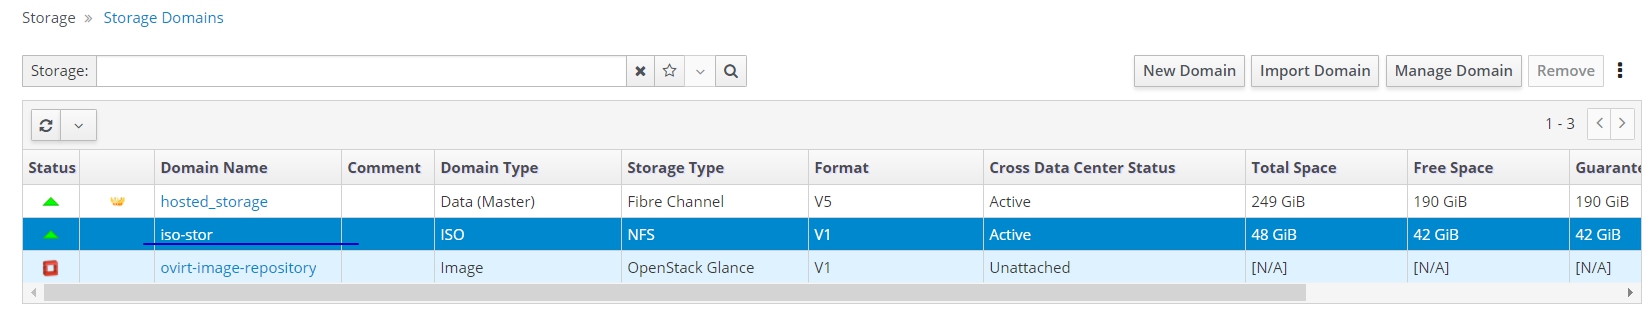 Storage » Storage Domains
Storage:
New Domain Import Domain Manage Domain Remove
1 - 3
Status Domain Name Comment Domain Type Storage Type Format Cross Data Center Status Total Space Free Space Guarante
hosted_storage Data (Master) Fibre Channel V5 Active 249 GiB 190 GiB 190 GiB
iso-stor ISO NFS V1 Active 48 GiB 42 GiB 42 GiB
ovirt-image-repository Image OpenStack Glance V1 Unattached [N/A] [N/A] [N/A]